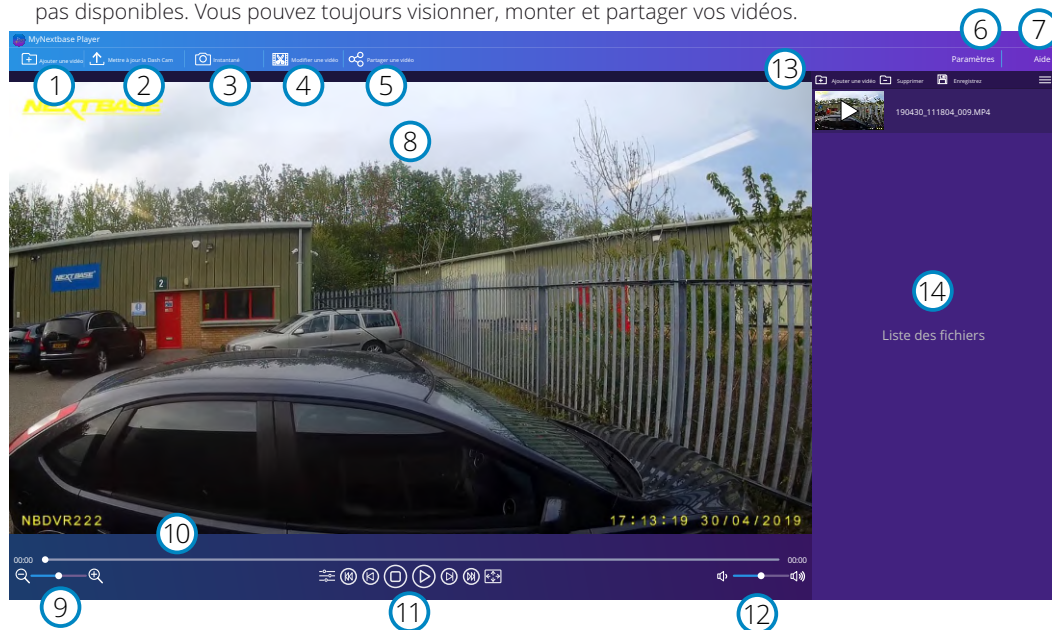 pas disponibles. Vous pouvez toujours visionner, monter et partager vos vidéos.
MyNextbase Player
6
7
Ajouter une vidéo
Mettre à jour la Dash Cam
Instantané
Modifier une vidéo
Partager une vidéo
Paramètres
Aide
1
2
3
4
5
13
Ajouter une vidéo
Supprimer
Enregistrez
NEXTBASE
190430_111804_009.MP4
8
NEXTBASE
2
14
Liste des fichiers
NBDVR222
17:13:19 30/04/2019
10
00:00
00:00
9
11
12